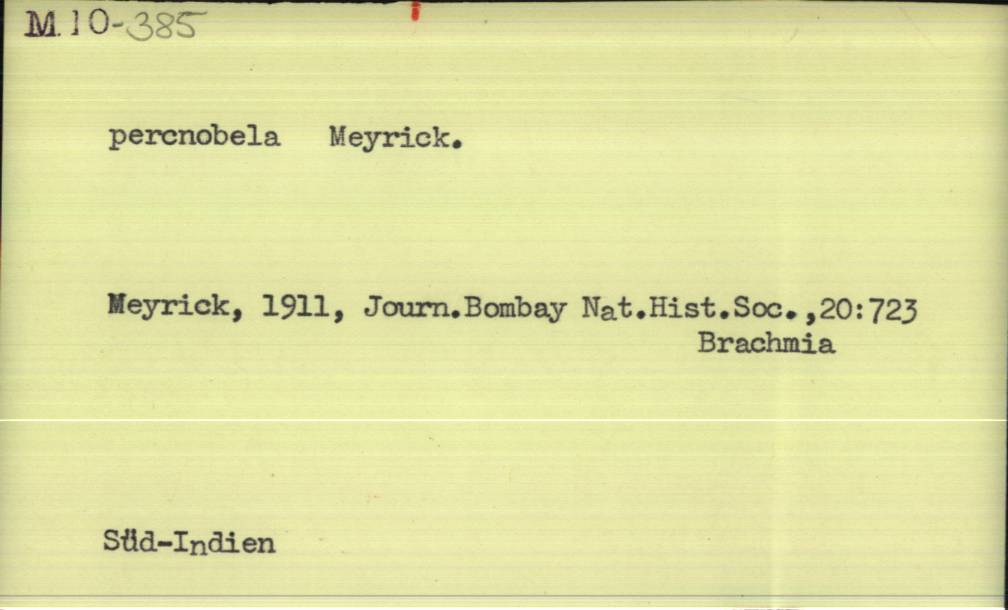 M.10-385
percnobela Meyrick.
Meyrick, 1911, Journ.Bombay Nat.Hist.Soc.,20:723
Brachmia
Süd-Indien